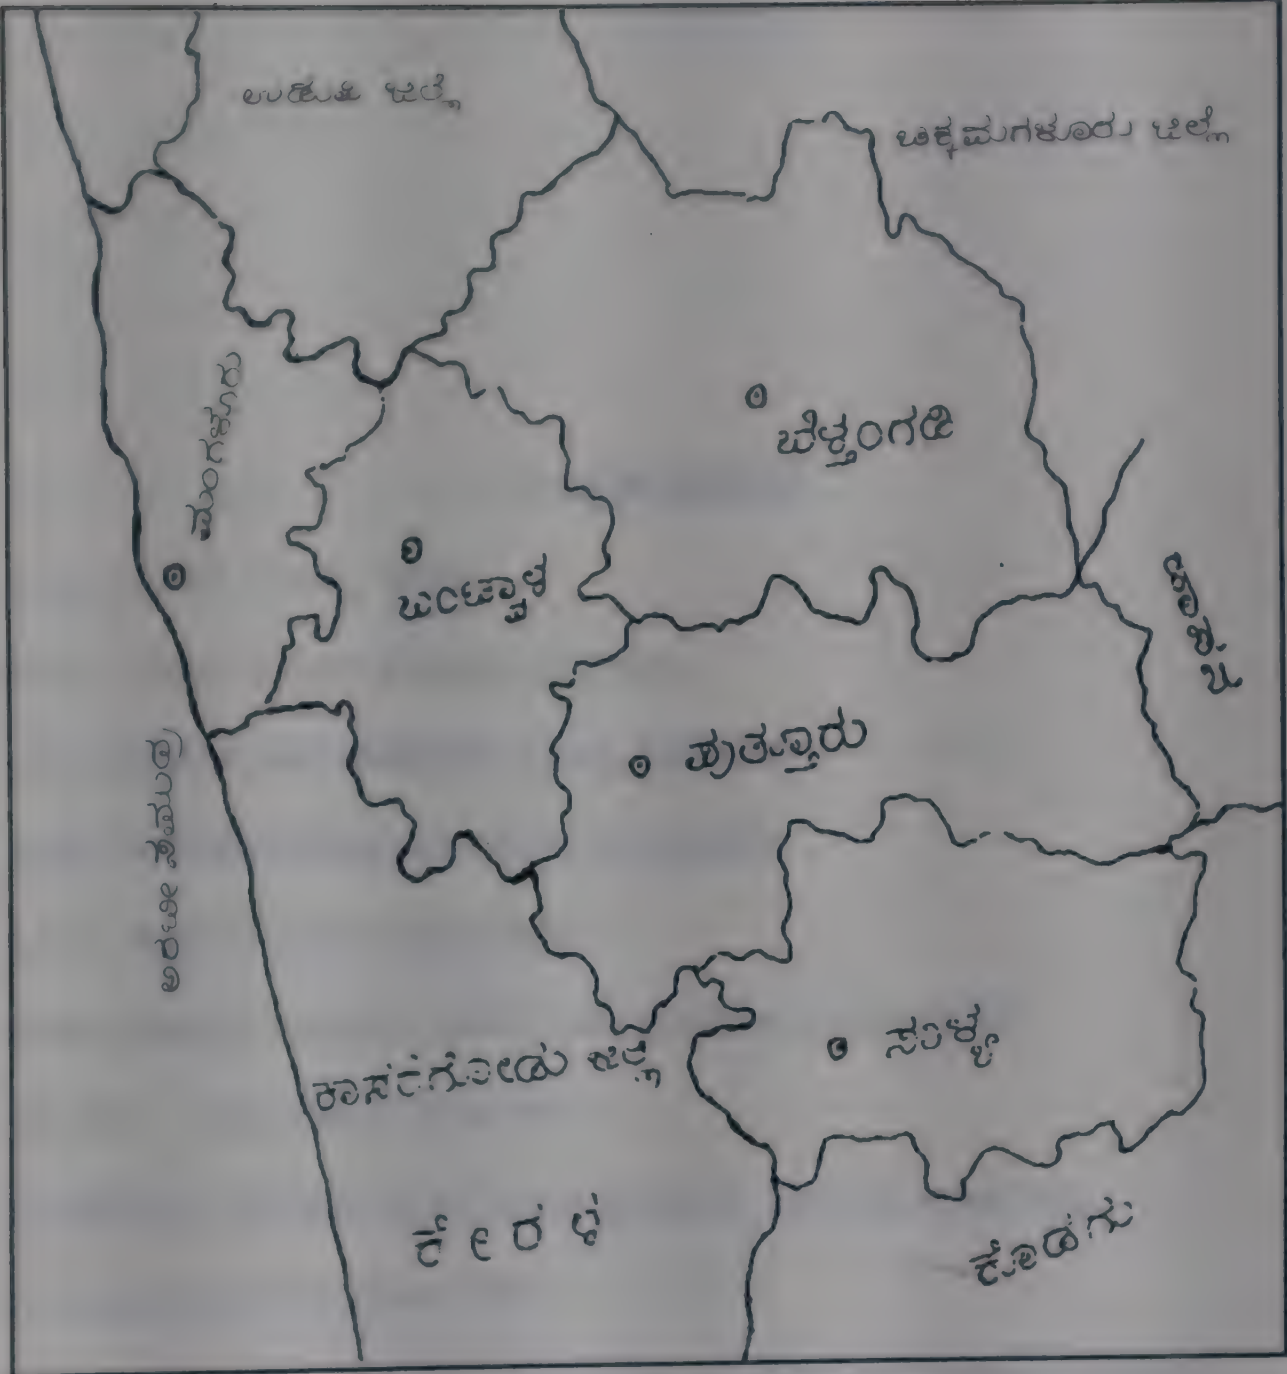 ಉಡುಪಿ ಜಿಲ್ಲೆ
ಚಿಕ್ಕಮಗಳೂರು ಜಿಲ್ಲೆ
ಮಂಗಳೂರು
ಬೆಳ್ತಂಗಡಿ
ಬಂಟ್ವಾಳ
ಹಾಸನ
ಪುತ್ತೂರು
ಅರಬೀ ಸಮುದ್ರ
ಸುಳ್ಯ
ಕಾಸರಗೋಡು ಜಿಲ್ಲೆ
ಕೇರಳ
ಕೊಡಗು